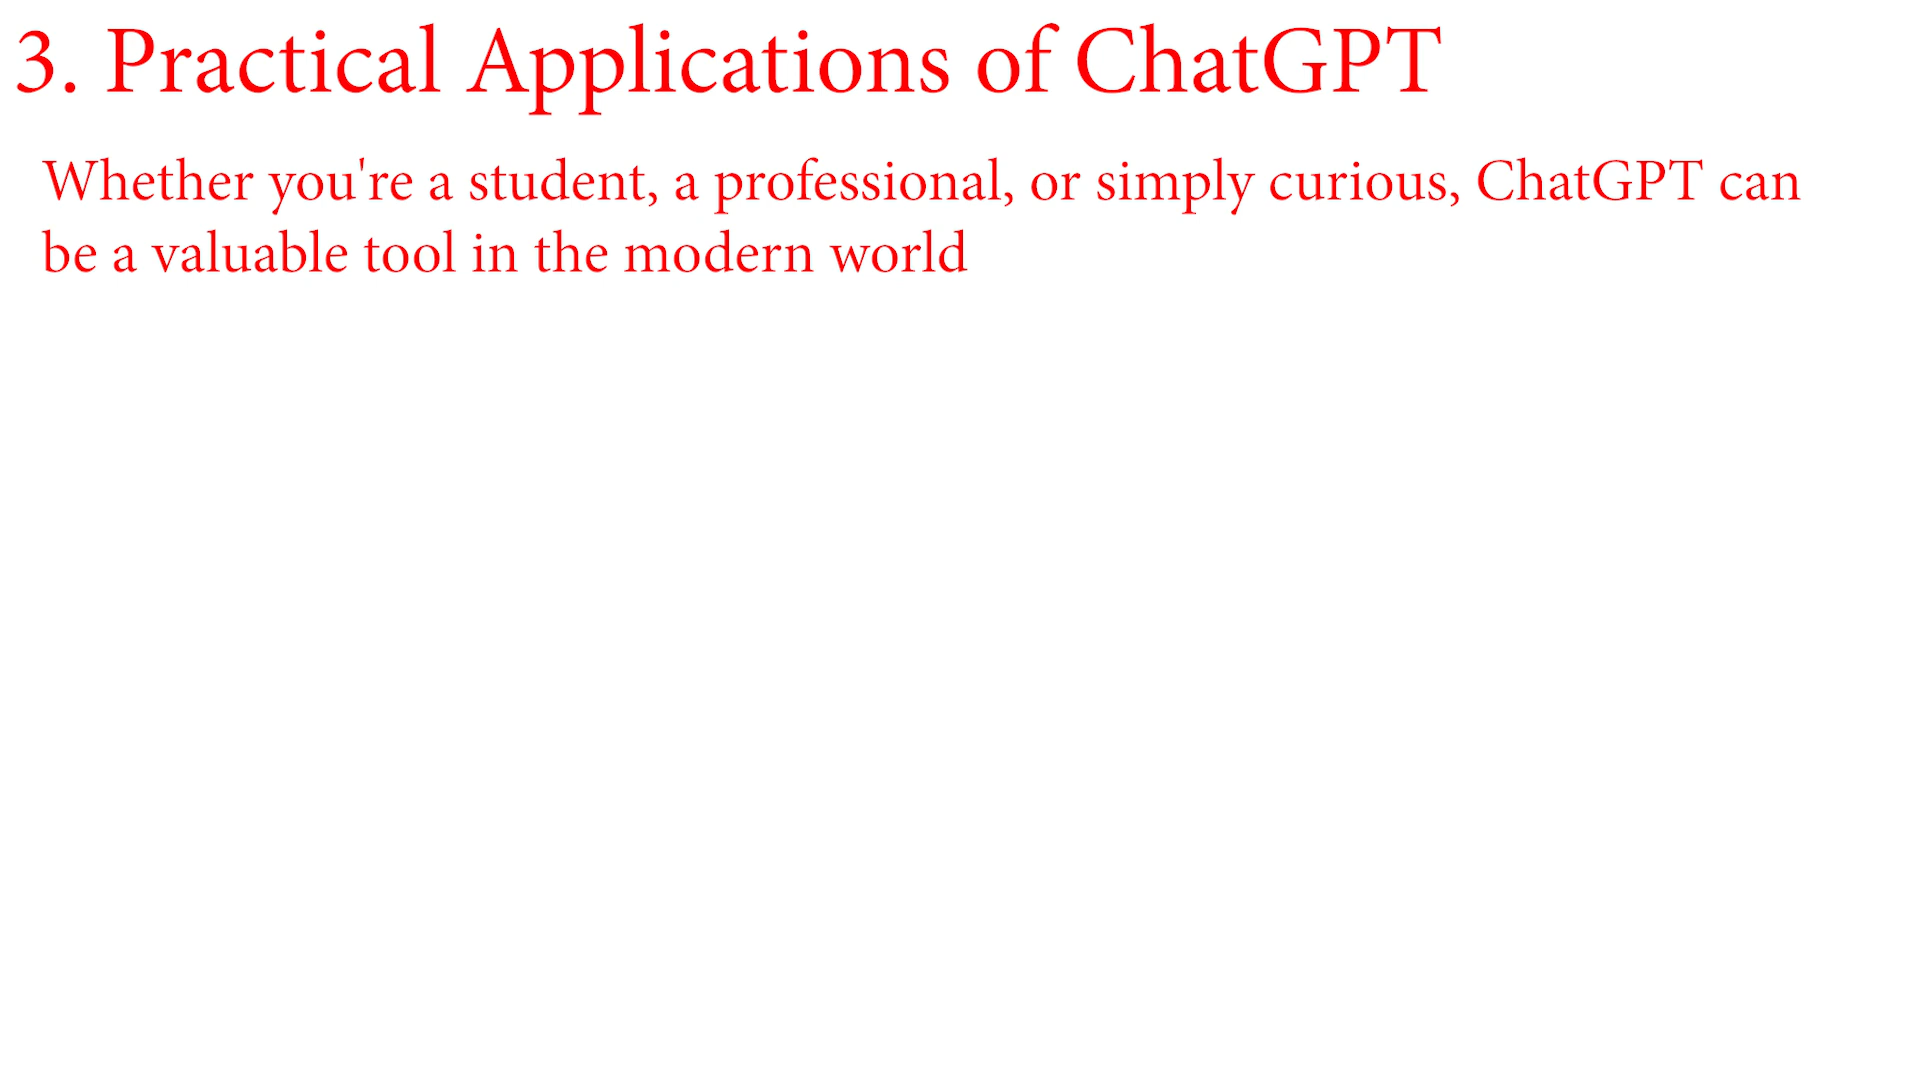 3. Practical Applications of ChatGPT
Whether you're a student, a professional, or simply curious, ChatGPT can
be a valuable tool in the modern world